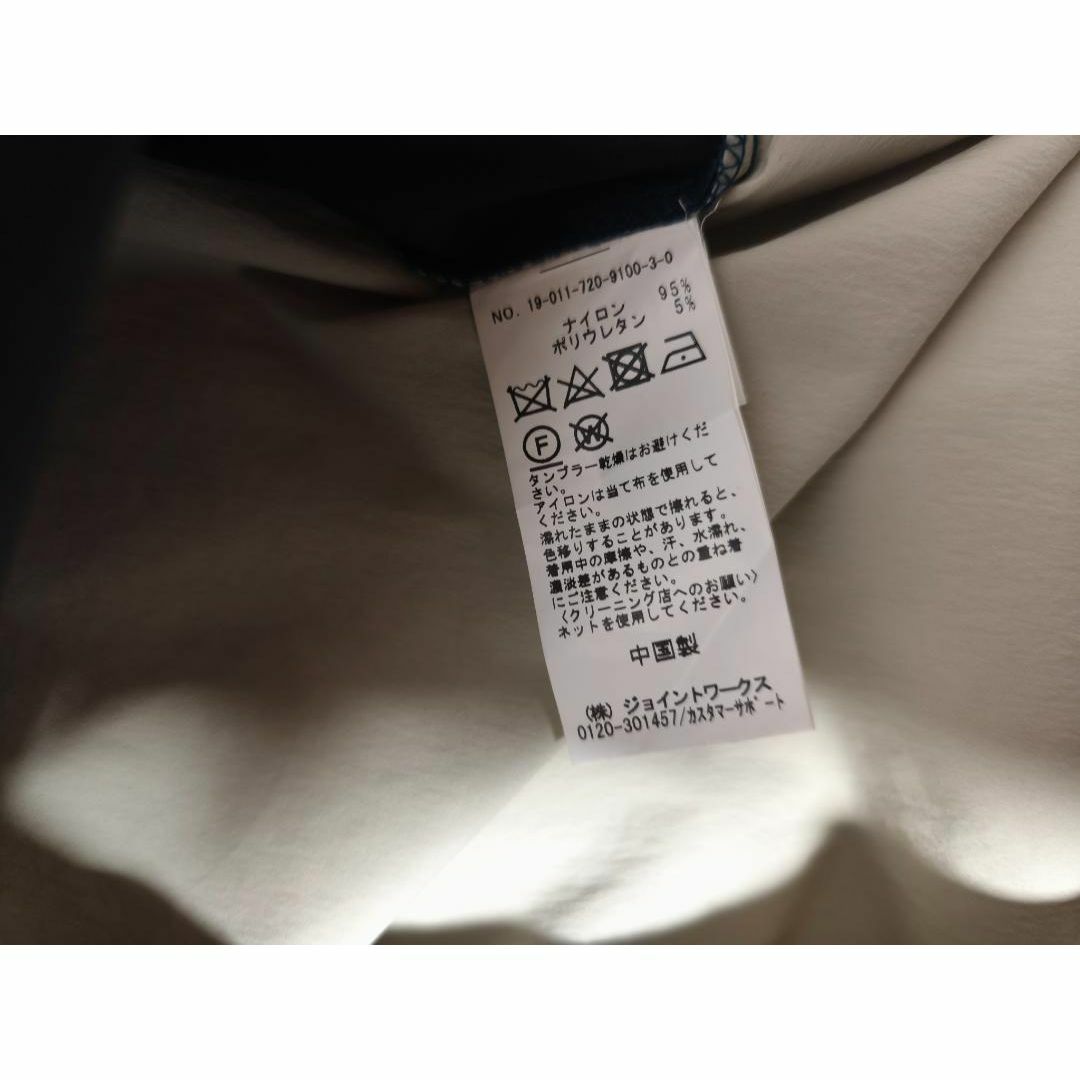 NO. 19-011-720-9100-3-0
ナイロン 95%
ポリウレタン 5%
F W
タンブラー乾燥はお避けくだ
さい。
アイロンは当て布を使用して
ください。
濡れたままの状態で擦れると、
色移りすることがあります。
着用中の摩擦や、汗、水濡れ、
濃淡差があるものとの重ね着
にご注意ください。
〈クリーニング店へのお願い〉
ネットを使用してください。
中国製
(株) ジョイントワークス
0120-301457/カスタマーサポート